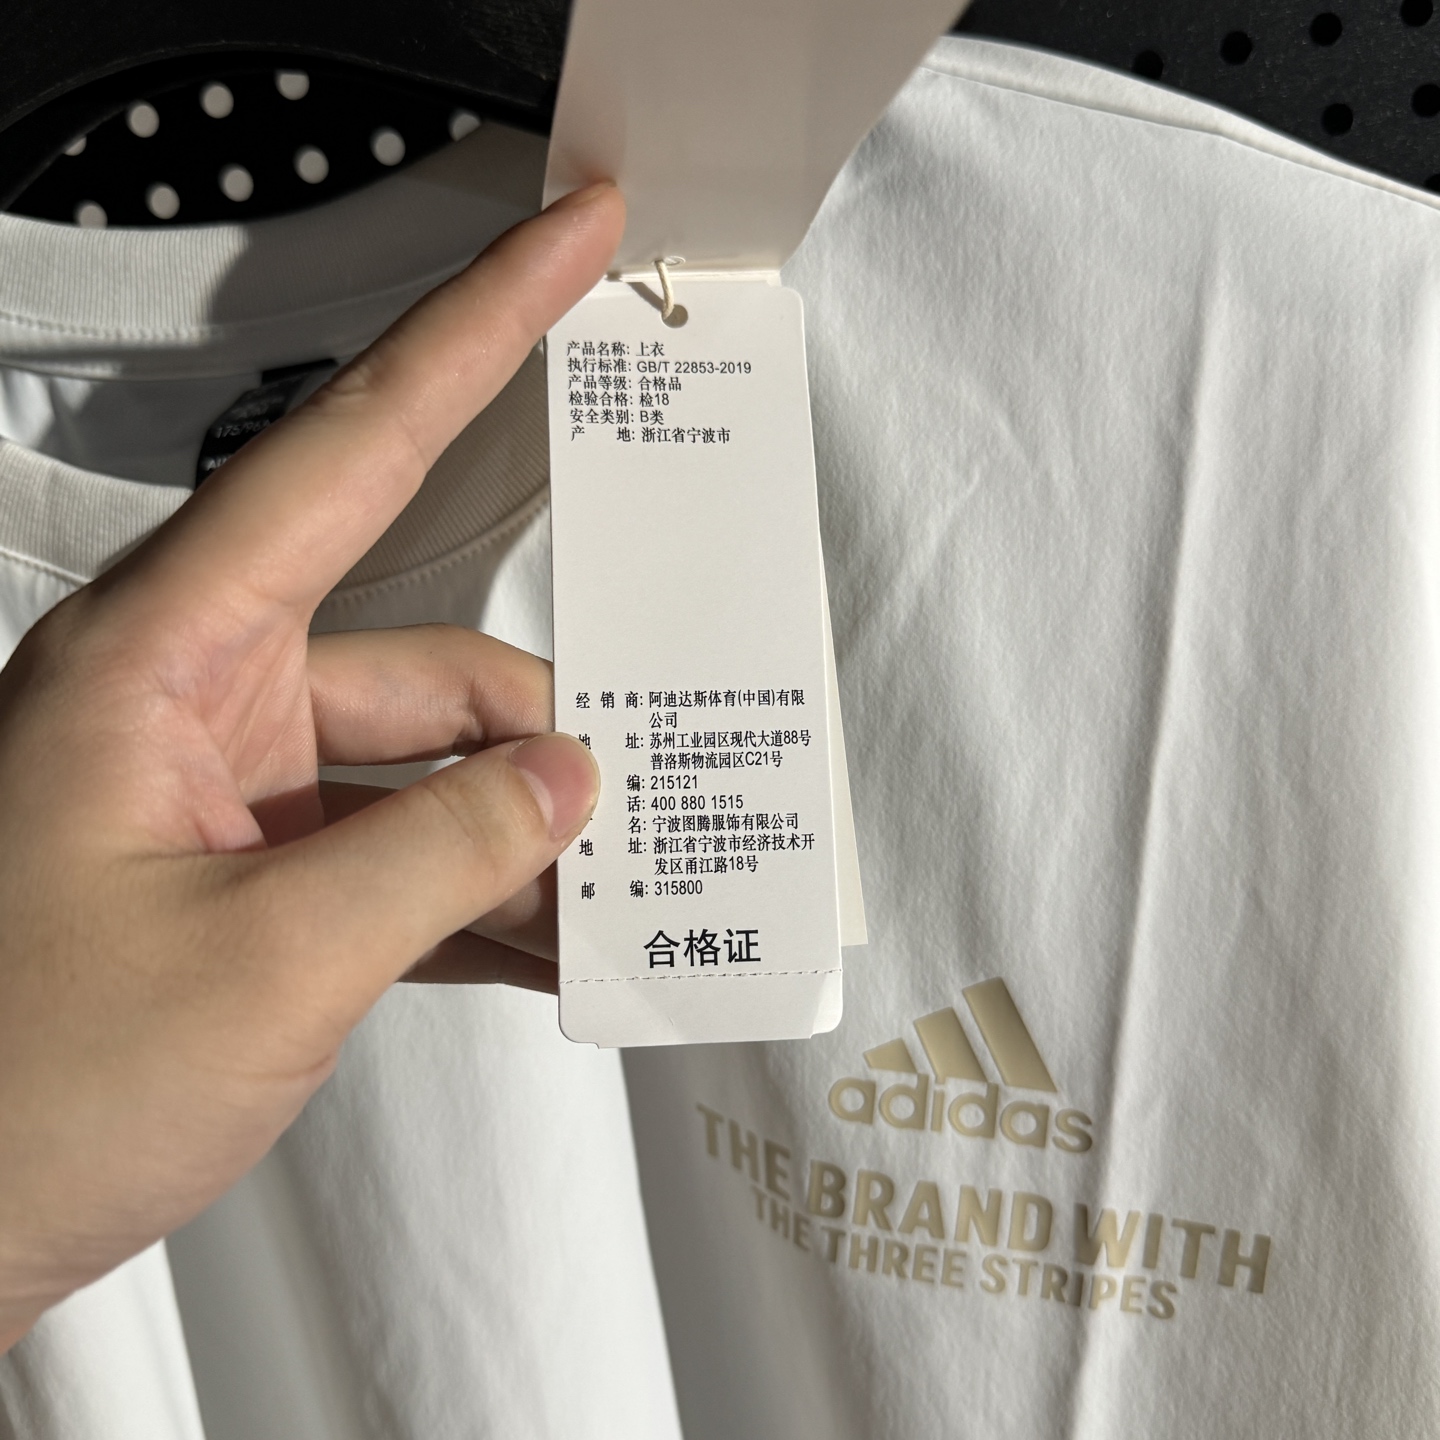 产品名称: 上衣
执行标准: GB/T 22853-2019
产品等级: 合格品
检验合格: 检18
安全类别: B类
产 地: 浙江省宁波市
175/96A
经 销 商: 阿迪达斯体育(中国)有限
公司
地 址: 苏州工业园区现代大道88号
普洛斯物流园区C21号
编: 215121
话: 400 880 1515
名: 宁波图腾服饰有限公司
地 址: 浙江省宁波市经济技术开
发区甬江路18号
邮 编: 315800
合格证
adidas
THE BRAND WITH
THE THREE STRIPES